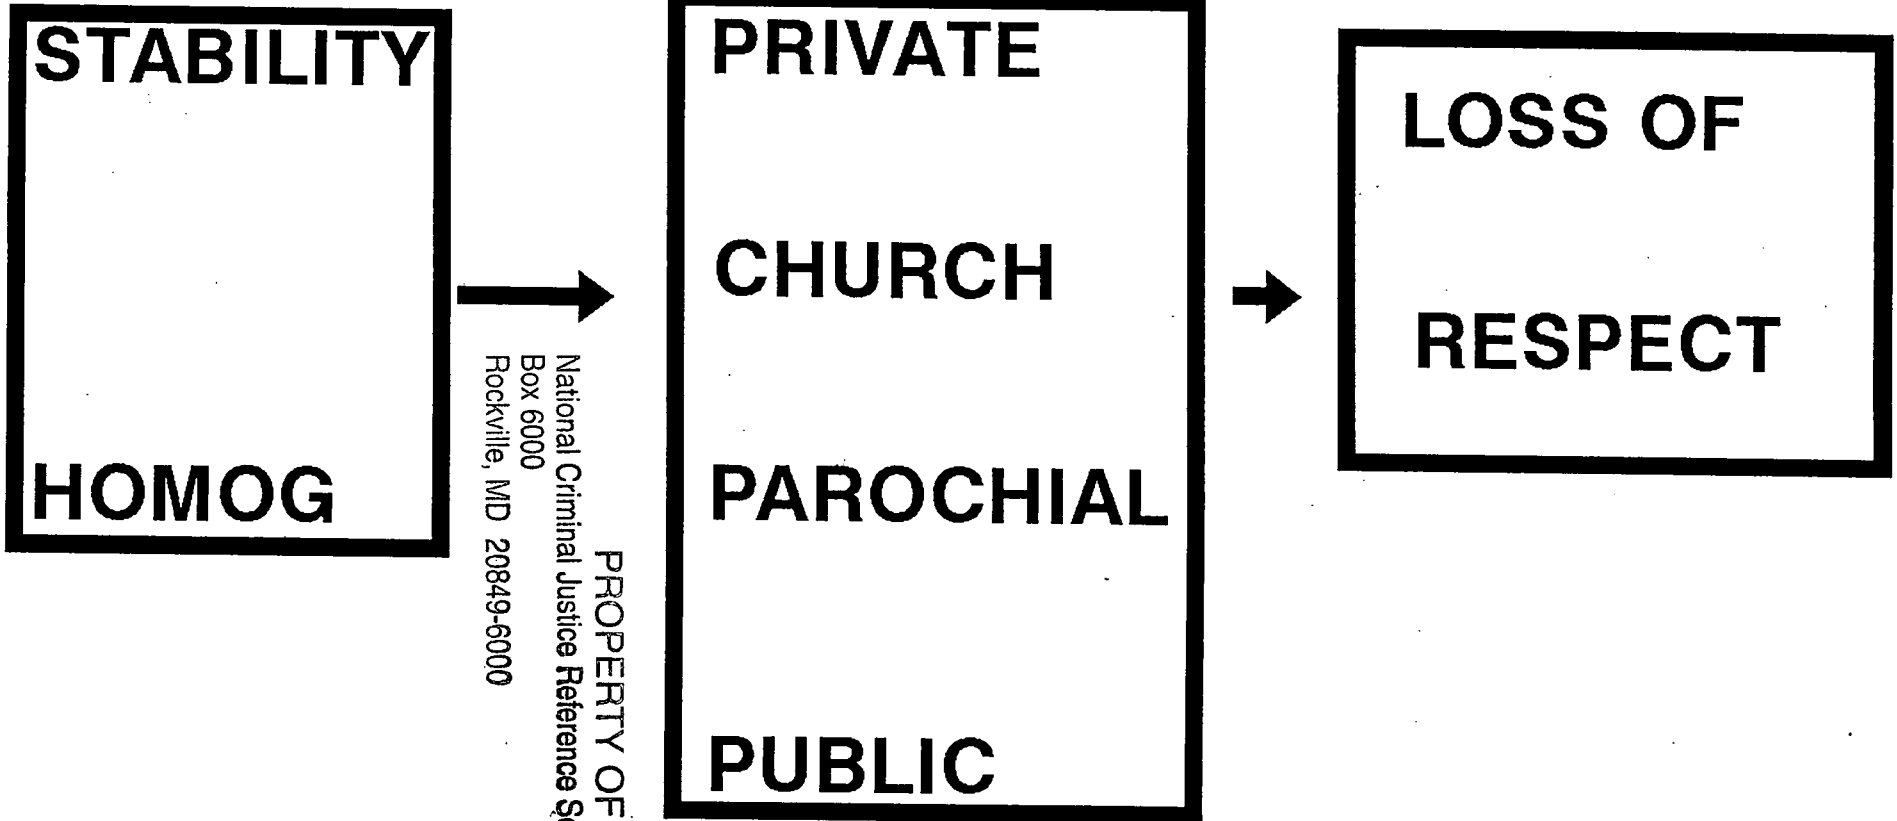 STABILITY
HOMOG
PROPERTY OF
National Criminal Justice Reference
Box 6000
Rockville, MD 20849-6000
PRIVATE
CHURCH
PAROCHIAL
PUBLIC
LOSS OF
RESPECT